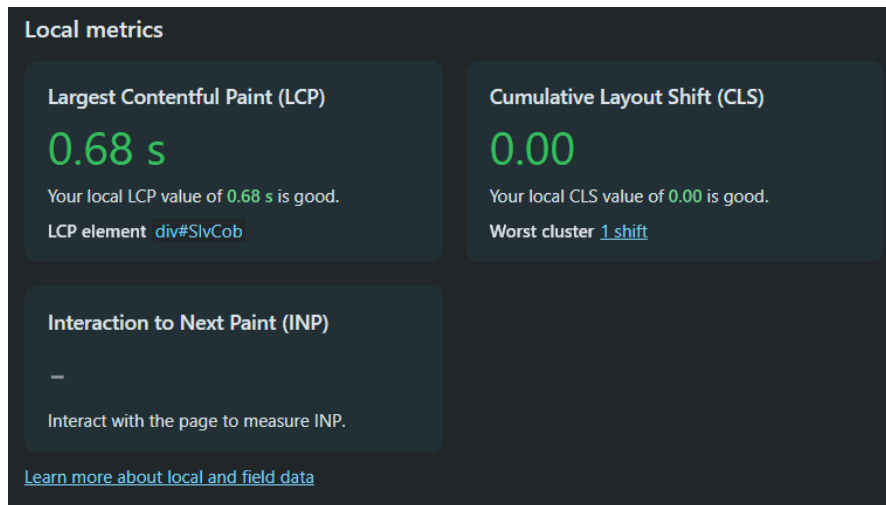 Local metrics
Largest Contentful Paint (LCP)
0.68 s
Your local LCP value of 0.68 s is good.
LCP element div#SIvCob
Cumulative Layout Shift (CLS)
0.00
Your local CLS value of 0.00 is good.
Worst cluster 1 shift
Interaction to Next Paint (INP)
-
Interact with the page to measure INP.
Learn more about local and field data